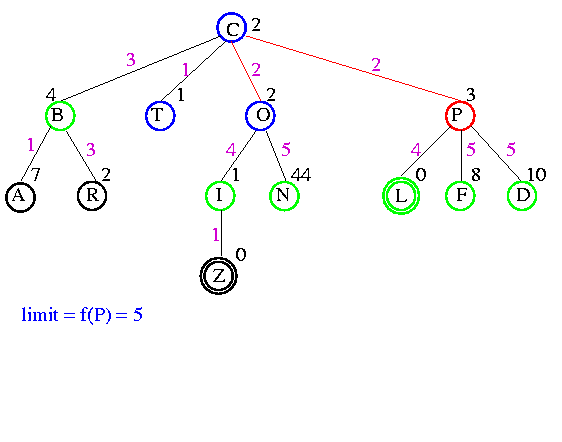 C 2
3 1 2 2
4 1 2 3
B T O P
1 3 4 5 4 5 5
7 2 1 44 0 8 10
A R I N L F D
1
0
Z
limit = f(P) = 5